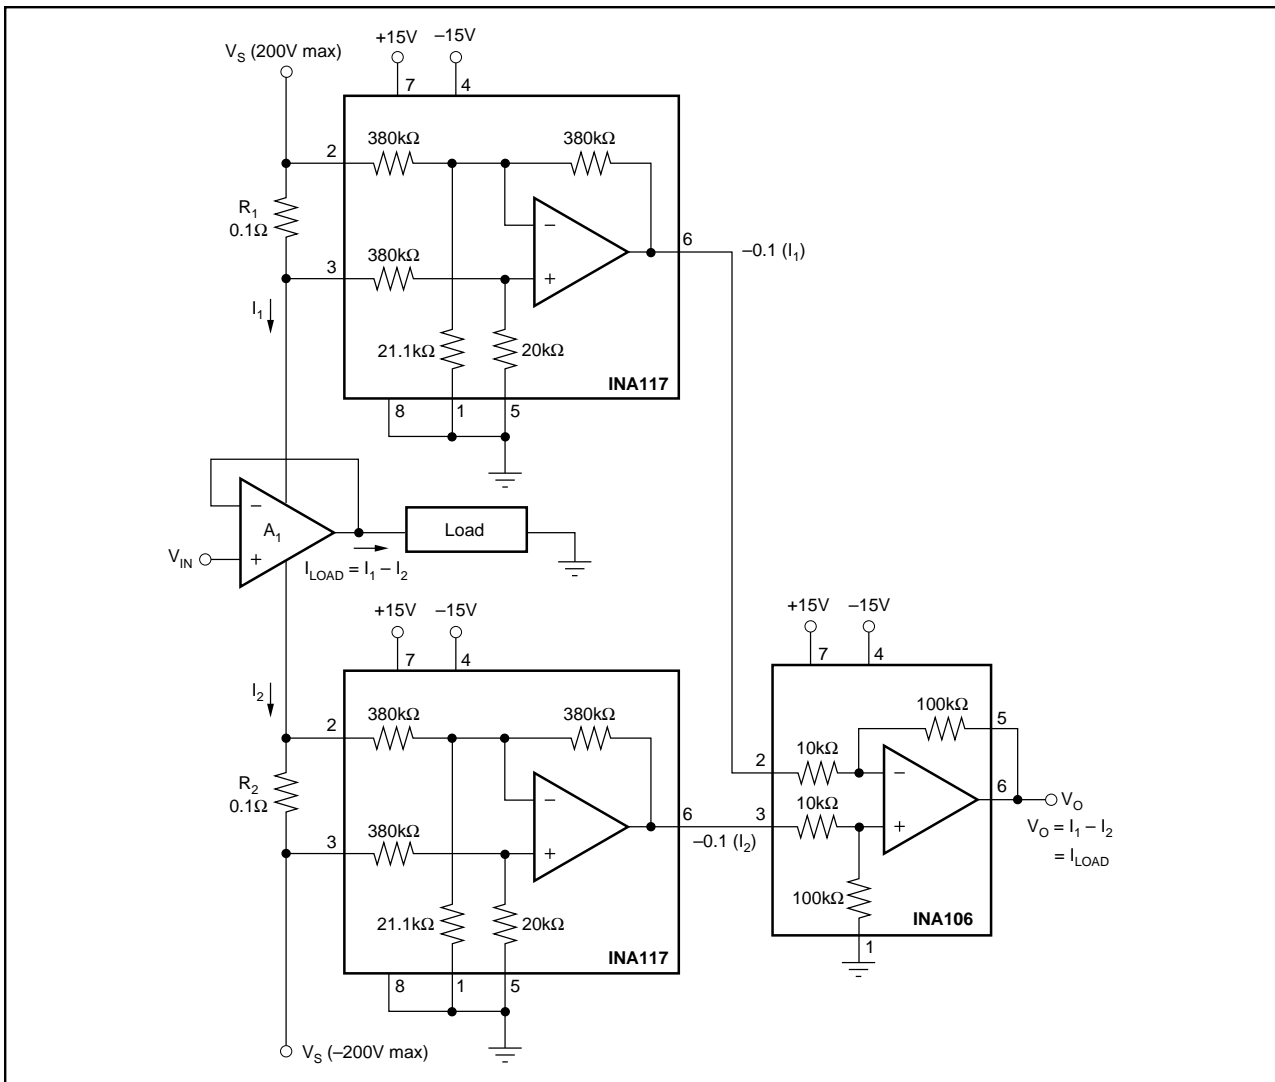 V_S (200V max)
+15V
–15V
7
4
2
380kΩ
380kΩ
R_1
0.1Ω
–
6
–0.1 (I_1)
3
380kΩ
+
I_1
21.1kΩ
20kΩ
INA117
8
1
5
–
A_1
Load
V_IN
+
I_LOAD = I_1 – I_2
+15V
–15V
7
4
+15V
–15V
7
4
I_2
2
380kΩ
380kΩ
100kΩ
5
R_2
0.1Ω
–
2
10kΩ
–
6
V_O
3
380kΩ
+
6
–0.1 (I_2)
3
10kΩ
+
V_O = I_1 – I_2
= I_LOAD
100kΩ
21.1kΩ
20kΩ
INA117
INA106
1
8
1
5
V_S (–200V max)